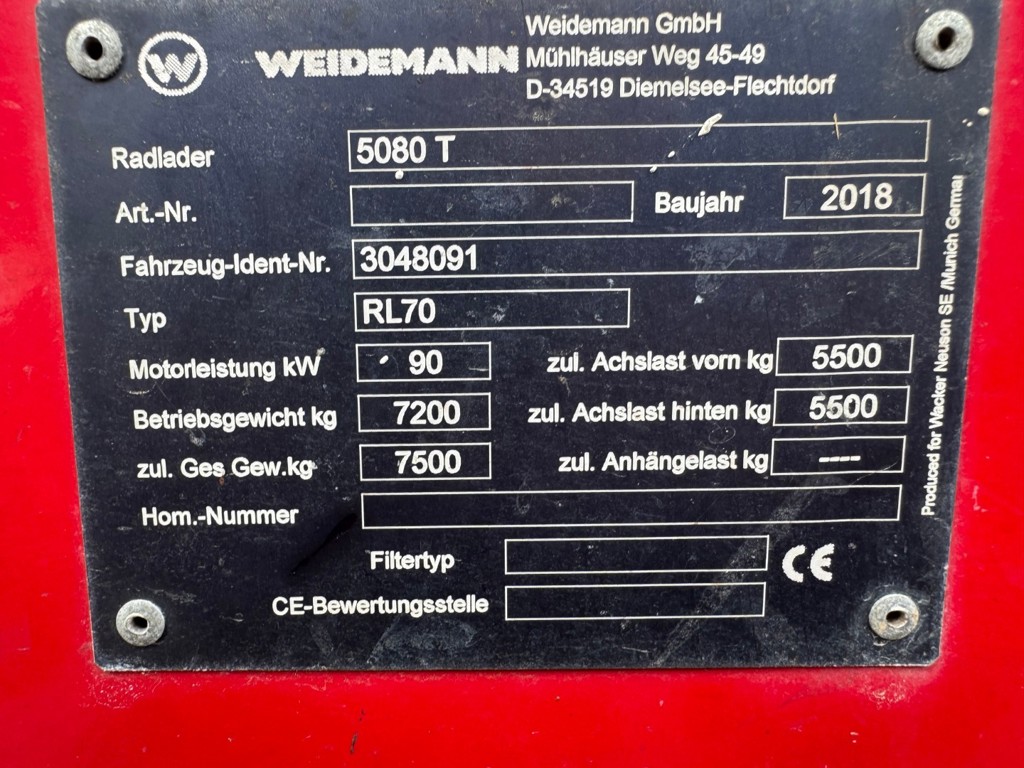 W WEIDEMANN
Weidemann GmbH
Mühlhäuser Weg 45-49
D-34519 Diemelsee-Flechtdorf
Radlader 5080 T
Art.-Nr. Baujahr 2018
Fahrzeug-Ident-Nr. 3048091
Typ RL70
Motorleistung kW 90 zul. Achslast vorn kg 5500
Betriebsgewicht kg 7200 zul. Achslast hinten kg 5500
zul. Ges Gew.kg 7500 zul. Anhängelast kg ----
Hom.-Nummer
Filtertyp CE
CE-Bewertungsstelle
Produced for Wacker Neuson SE /Munich German